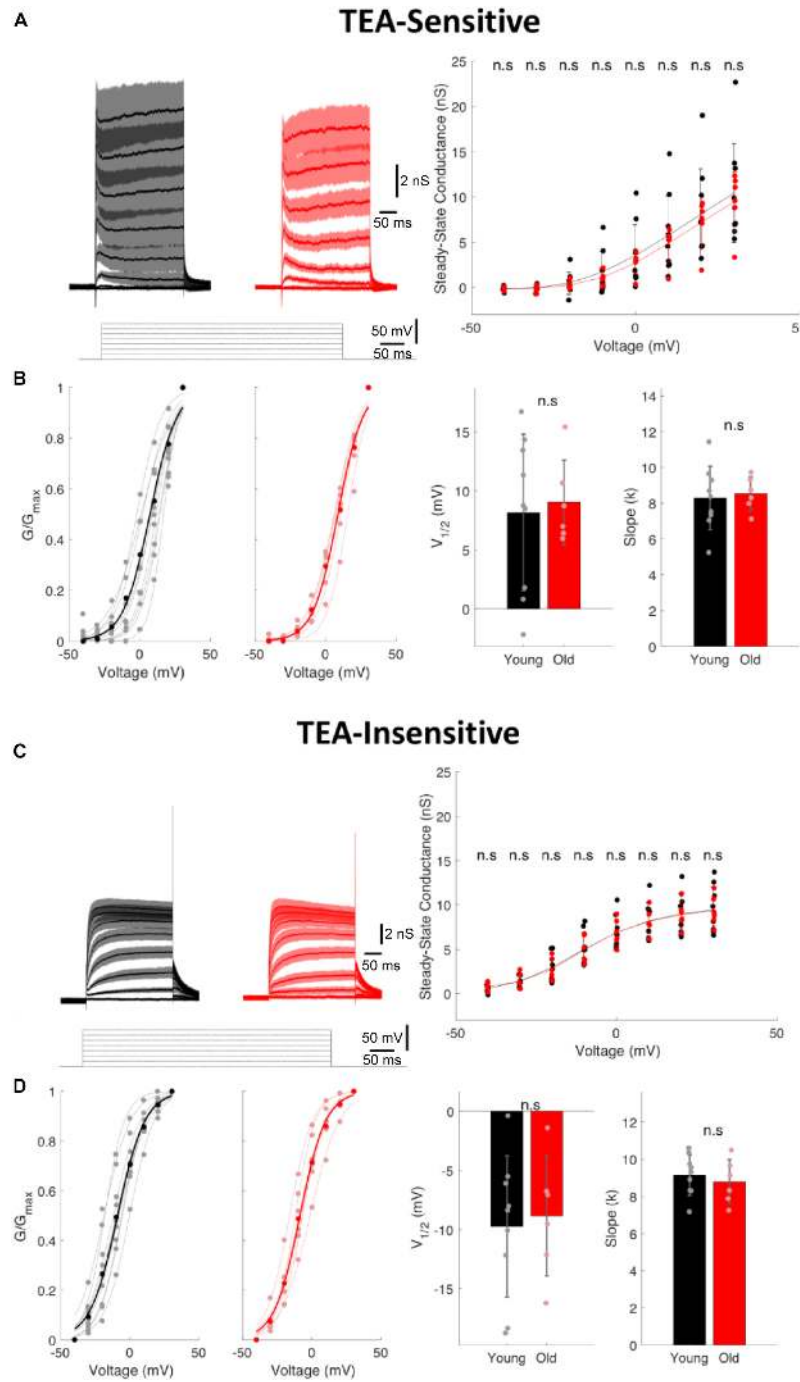 A
TEA-Sensitive
2 nS
50 ms
50 mV
50 ms
n.s n.s n.s n.s n.s n.s n.s n.s
Steady-State Conductance (nS)
25
20
15
10
5
0
-50 0 50
Voltage (mV)
B
G/Gmax
1
0.8
0.6
0.4
0.2
0
-50 0 50
Voltage (mV)
-50 0 50
Voltage (mV)
n.s
V1/2 (mV)
15
10
5
0
Young Old
n.s
Slope (k)
14
12
10
8
6
4
2
0
Young Old
TEA-Insensitive
C
2 nS
50 ms
50 mV
50 ms
n.s n.s n.s n.s n.s n.s n.s n.s
Steady-State Conductance (nS)
25
20
15
10
5
0
-50 0 50
Voltage (mV)
D
G/Gmax
1
0.8
0.6
0.4
0.2
0
-50 0 50
Voltage (mV)
-50 0 50
Voltage (mV)
n.s
V1/2 (mV)
0
-5
-10
-15
Young Old
n.s
Slope (k)
12
10
8
6
4
2
0
Young Old